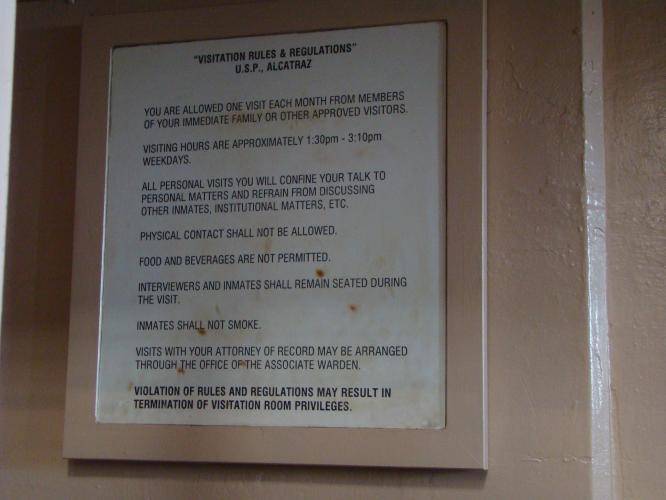 "VISITATION RULES & REGULATIONS"
U.S.P., ALCATRAZ
YOU ARE ALLOWED ONE VISIT EACH MONTH FROM MEMBERS
OF YOUR IMMEDIATE FAMILY OR OTHER APPROVED VISITORS.
VISITING HOURS ARE APPROXIMATELY 1:30pm - 3:10pm
WEEKDAYS.
ALL PERSONAL VISITS YOU WILL CONFINE YOUR TALK TO
PERSONAL MATTERS AND REFRAIN FROM DISCUSSING
OTHER INMATES, INSTITUTIONAL MATTERS, ETC.
PHYSICAL CONTACT SHALL NOT BE ALLOWED.
FOOD AND BEVERAGES ARE NOT PERMITTED.
INTERVIEWERS AND INMATES SHALL REMAIN SEATED DURING
THE VISIT.
INMATES SHALL NOT SMOKE.
VISITS WITH YOUR ATTORNEY OF RECORD MAY BE ARRANGED
THROUGH THE OFFICE OF THE ASSOCIATE WARDEN.
VIOLATION OF RULES AND REGULATIONS MAY RESULT IN
TERMINATION OF VISITATION ROOM PRIVILEGES.